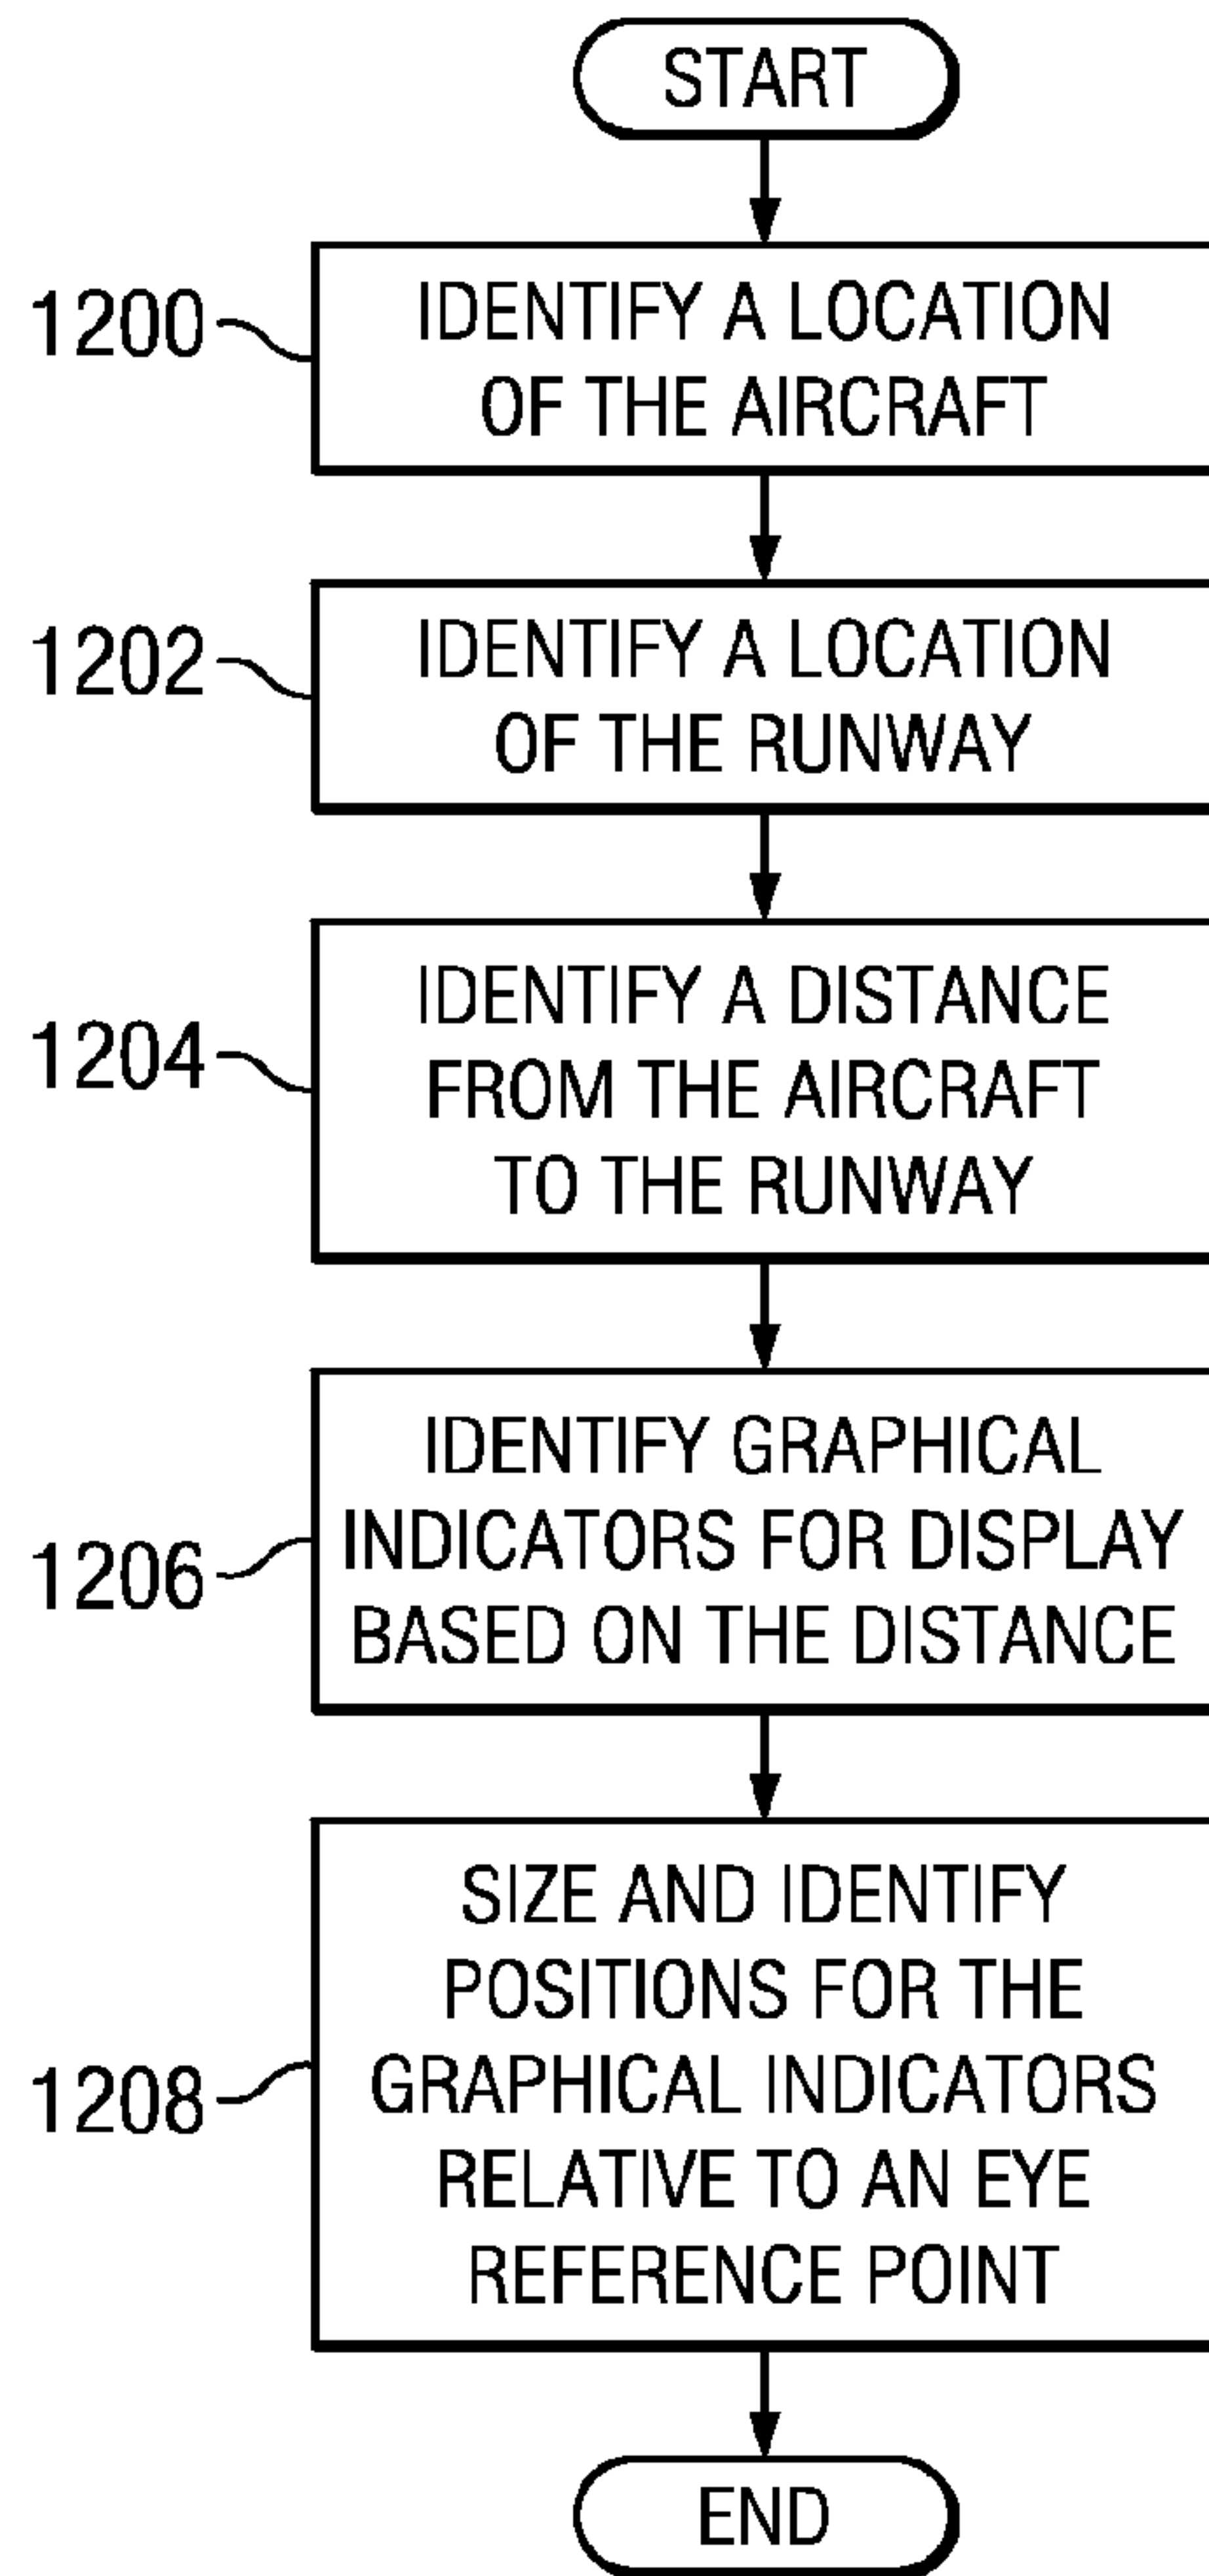 START
1200
IDENTIFY A LOCATION
OF THE AIRCRAFT
1202
IDENTIFY A LOCATION
OF THE RUNWAY
1204
IDENTIFY A DISTANCE
FROM THE AIRCRAFT
TO THE RUNWAY
1206
IDENTIFY GRAPHICAL
INDICATORS FOR DISPLAY
BASED ON THE DISTANCE
1208
SIZE AND IDENTIFY
POSITIONS FOR THE
GRAPHICAL INDICATORS
RELATIVE TO AN EYE
REFERENCE POINT
END